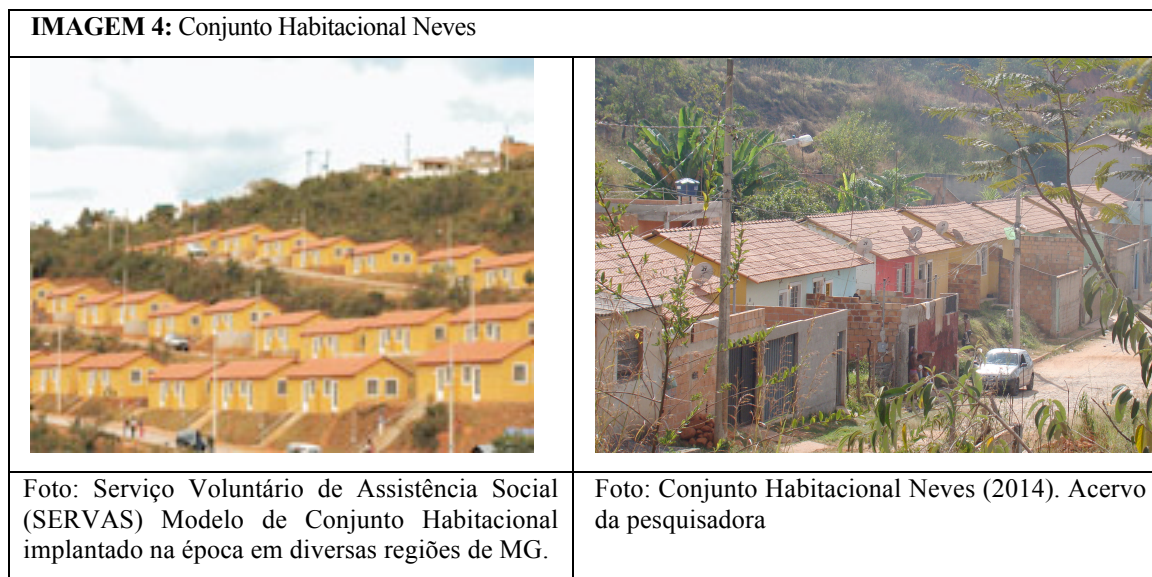 IMAGEM 4: Conjunto Habitacional Neves
Foto: Serviço Voluntário de Assistência Social
(SERVAS) Modelo de Conjunto Habitacional
implantado na época em diversas regiões de MG.
Foto: Conjunto Habitacional Neves (2014). Acervo
da pesquisadora